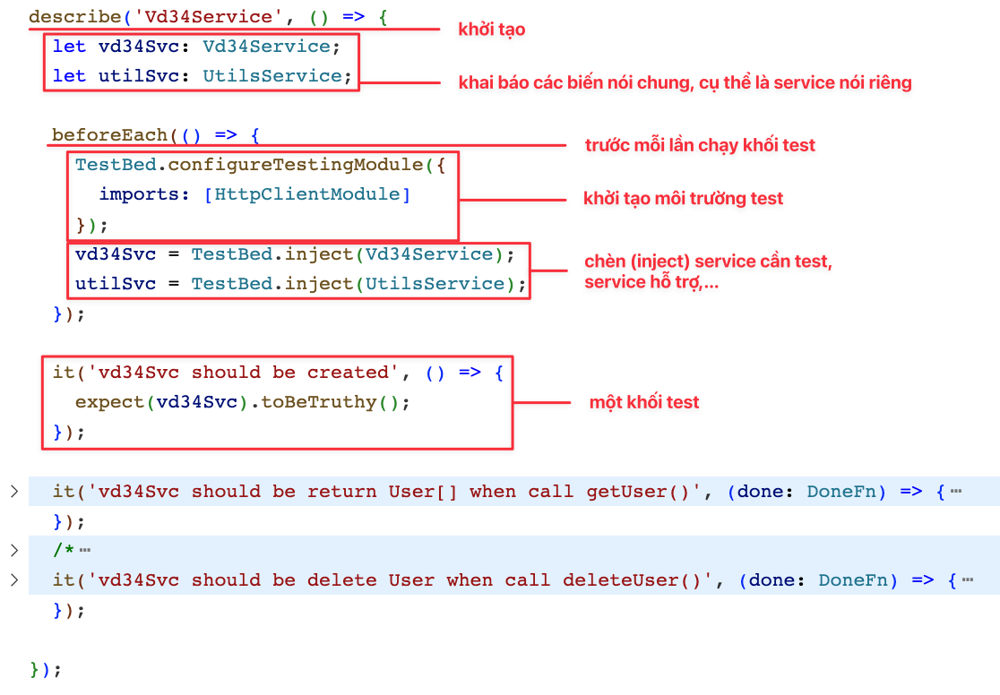 describe('Vd34Service', () => {
khởi tạo
let vd34Svc: Vd34Service;
let utilSvc: UtilsService;
khai báo các biến nói chung, cụ thể là service nói riêng
beforeEach(() => {
trước mỗi lần chạy khối test
TestBed.configureTestingModule({
imports: [HttpClientModule]
khởi tạo môi trường test
});
vd34Svc = TestBed.inject(Vd34Service);
chèn (inject) service cần test,
service hỗ trợ,...
utilSvc = TestBed.inject(UtilsService);
});
it('vd34Svc should be created', () => {
expect(vd34Svc).toBeTruthy();
một khối test
});
it('vd34Svc should be return User[] when call getUser()', (done: DoneFn) => {⋯
});
/*⋯
it('vd34Svc should be delete User when call deleteUser()', (done: DoneFn) => {⋯
});
});